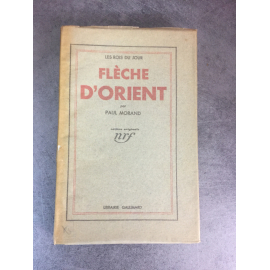 LES ROIS DU JOUR
FLÈCHE
D'ORIENT
par
PAUL MORAND
édition originale
nrf
LIBRAIRIE GALLIMARD